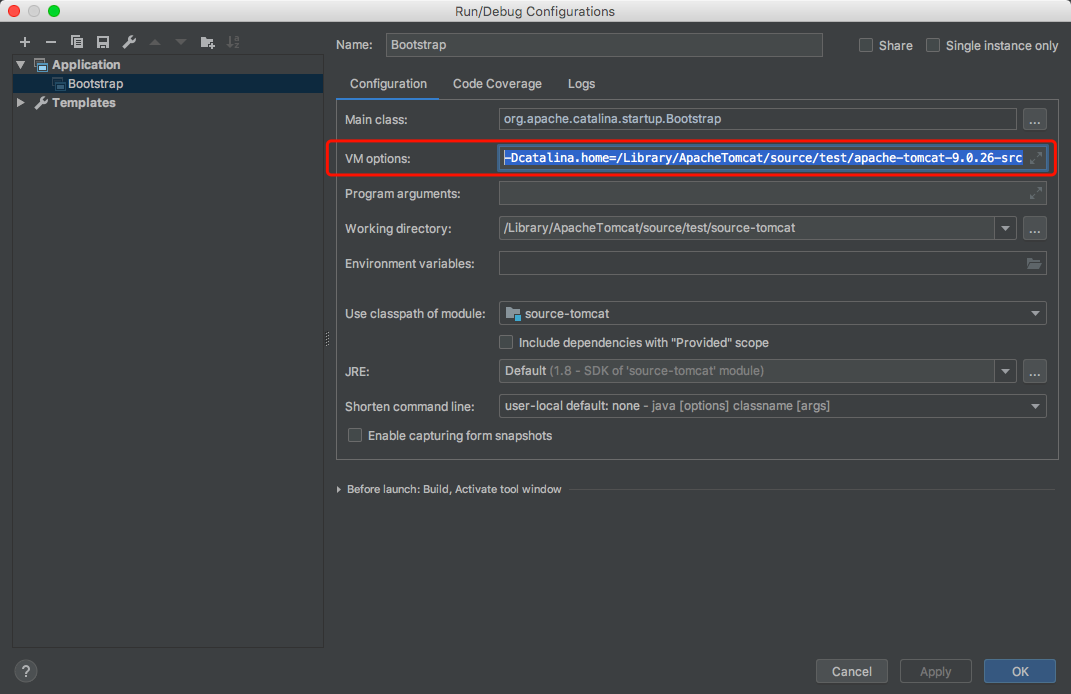 Run/Debug Configurations
Name: Bootstrap Share Single instance only
Application
Bootstrap
Templates
Configuration Code Coverage Logs
Main class: org.apache.catalina.startup.Bootstrap ...
VM options: -Dcatalina.home=/Library/ApacheTomcat/source/test/apache-tomcat-9.0.26-src
Program arguments:
Working directory: /Library/ApacheTomcat/source/test/source-tomcat ...
Environment variables:
Use classpath of module: source-tomcat
Include dependencies with "Provided" scope
JRE: Default (1.8 - SDK of 'source-tomcat' module) ...
Shorten command line: user-local default: none - java [options] classname [args]
Enable capturing form snapshots
Before launch: Build, Activate tool window
? Cancel Apply OK